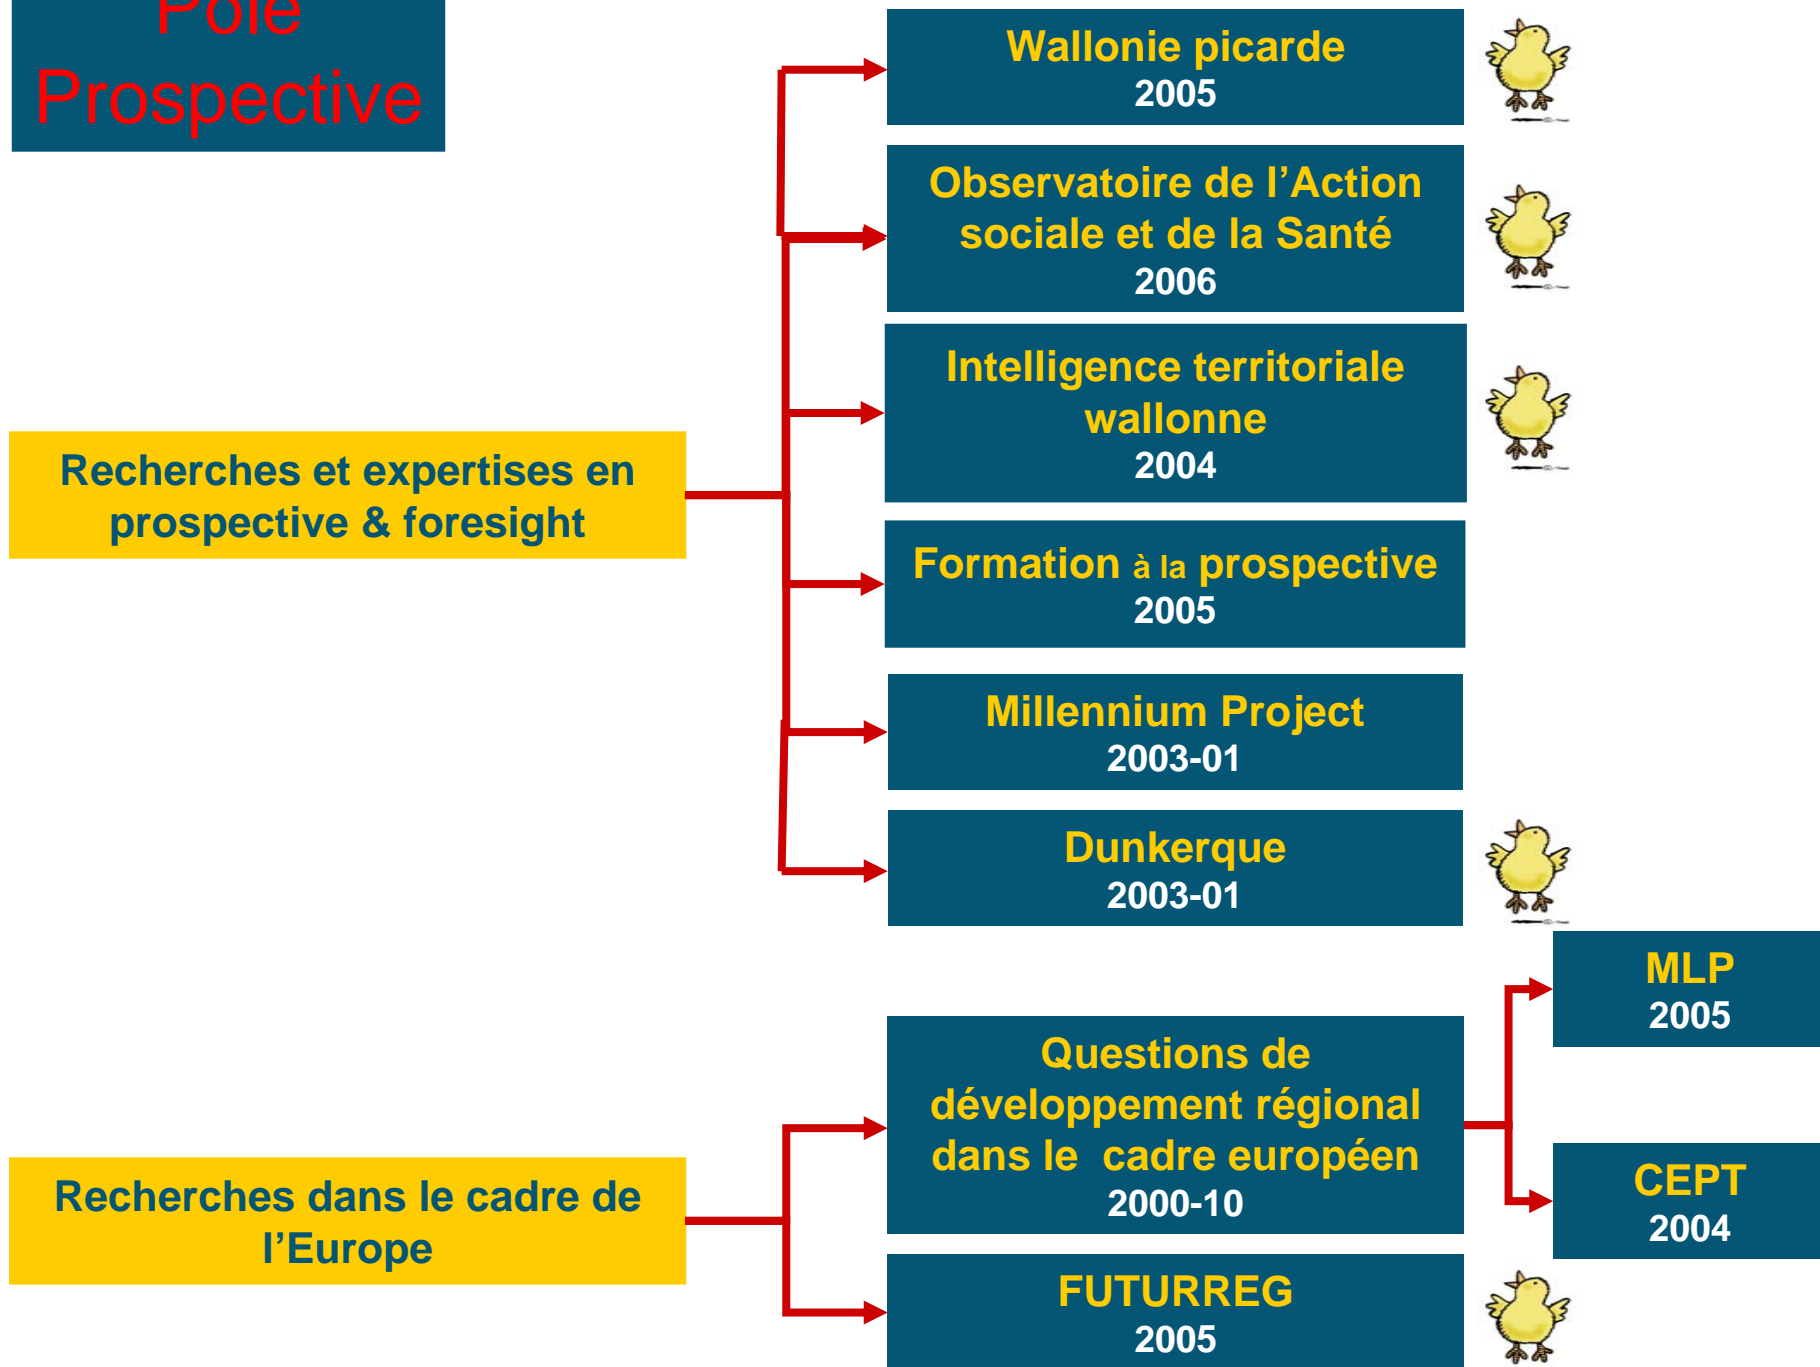 Pôle
Prospective
Wallonie picarde
2005
Observatoire de l’Action
sociale et de la Santé
2006
Intelligence territoriale
wallonne
2004
Recherches et expertises en
prospective & foresight
Formation à la prospective
2005
Millennium Project
2003-01
Dunkerque
2003-01
MLP
2005
Questions de
développement régional
dans le cadre européen
2000-10
CEPT
2004
Recherches dans le cadre de
l’Europe
FUTURREG
2005